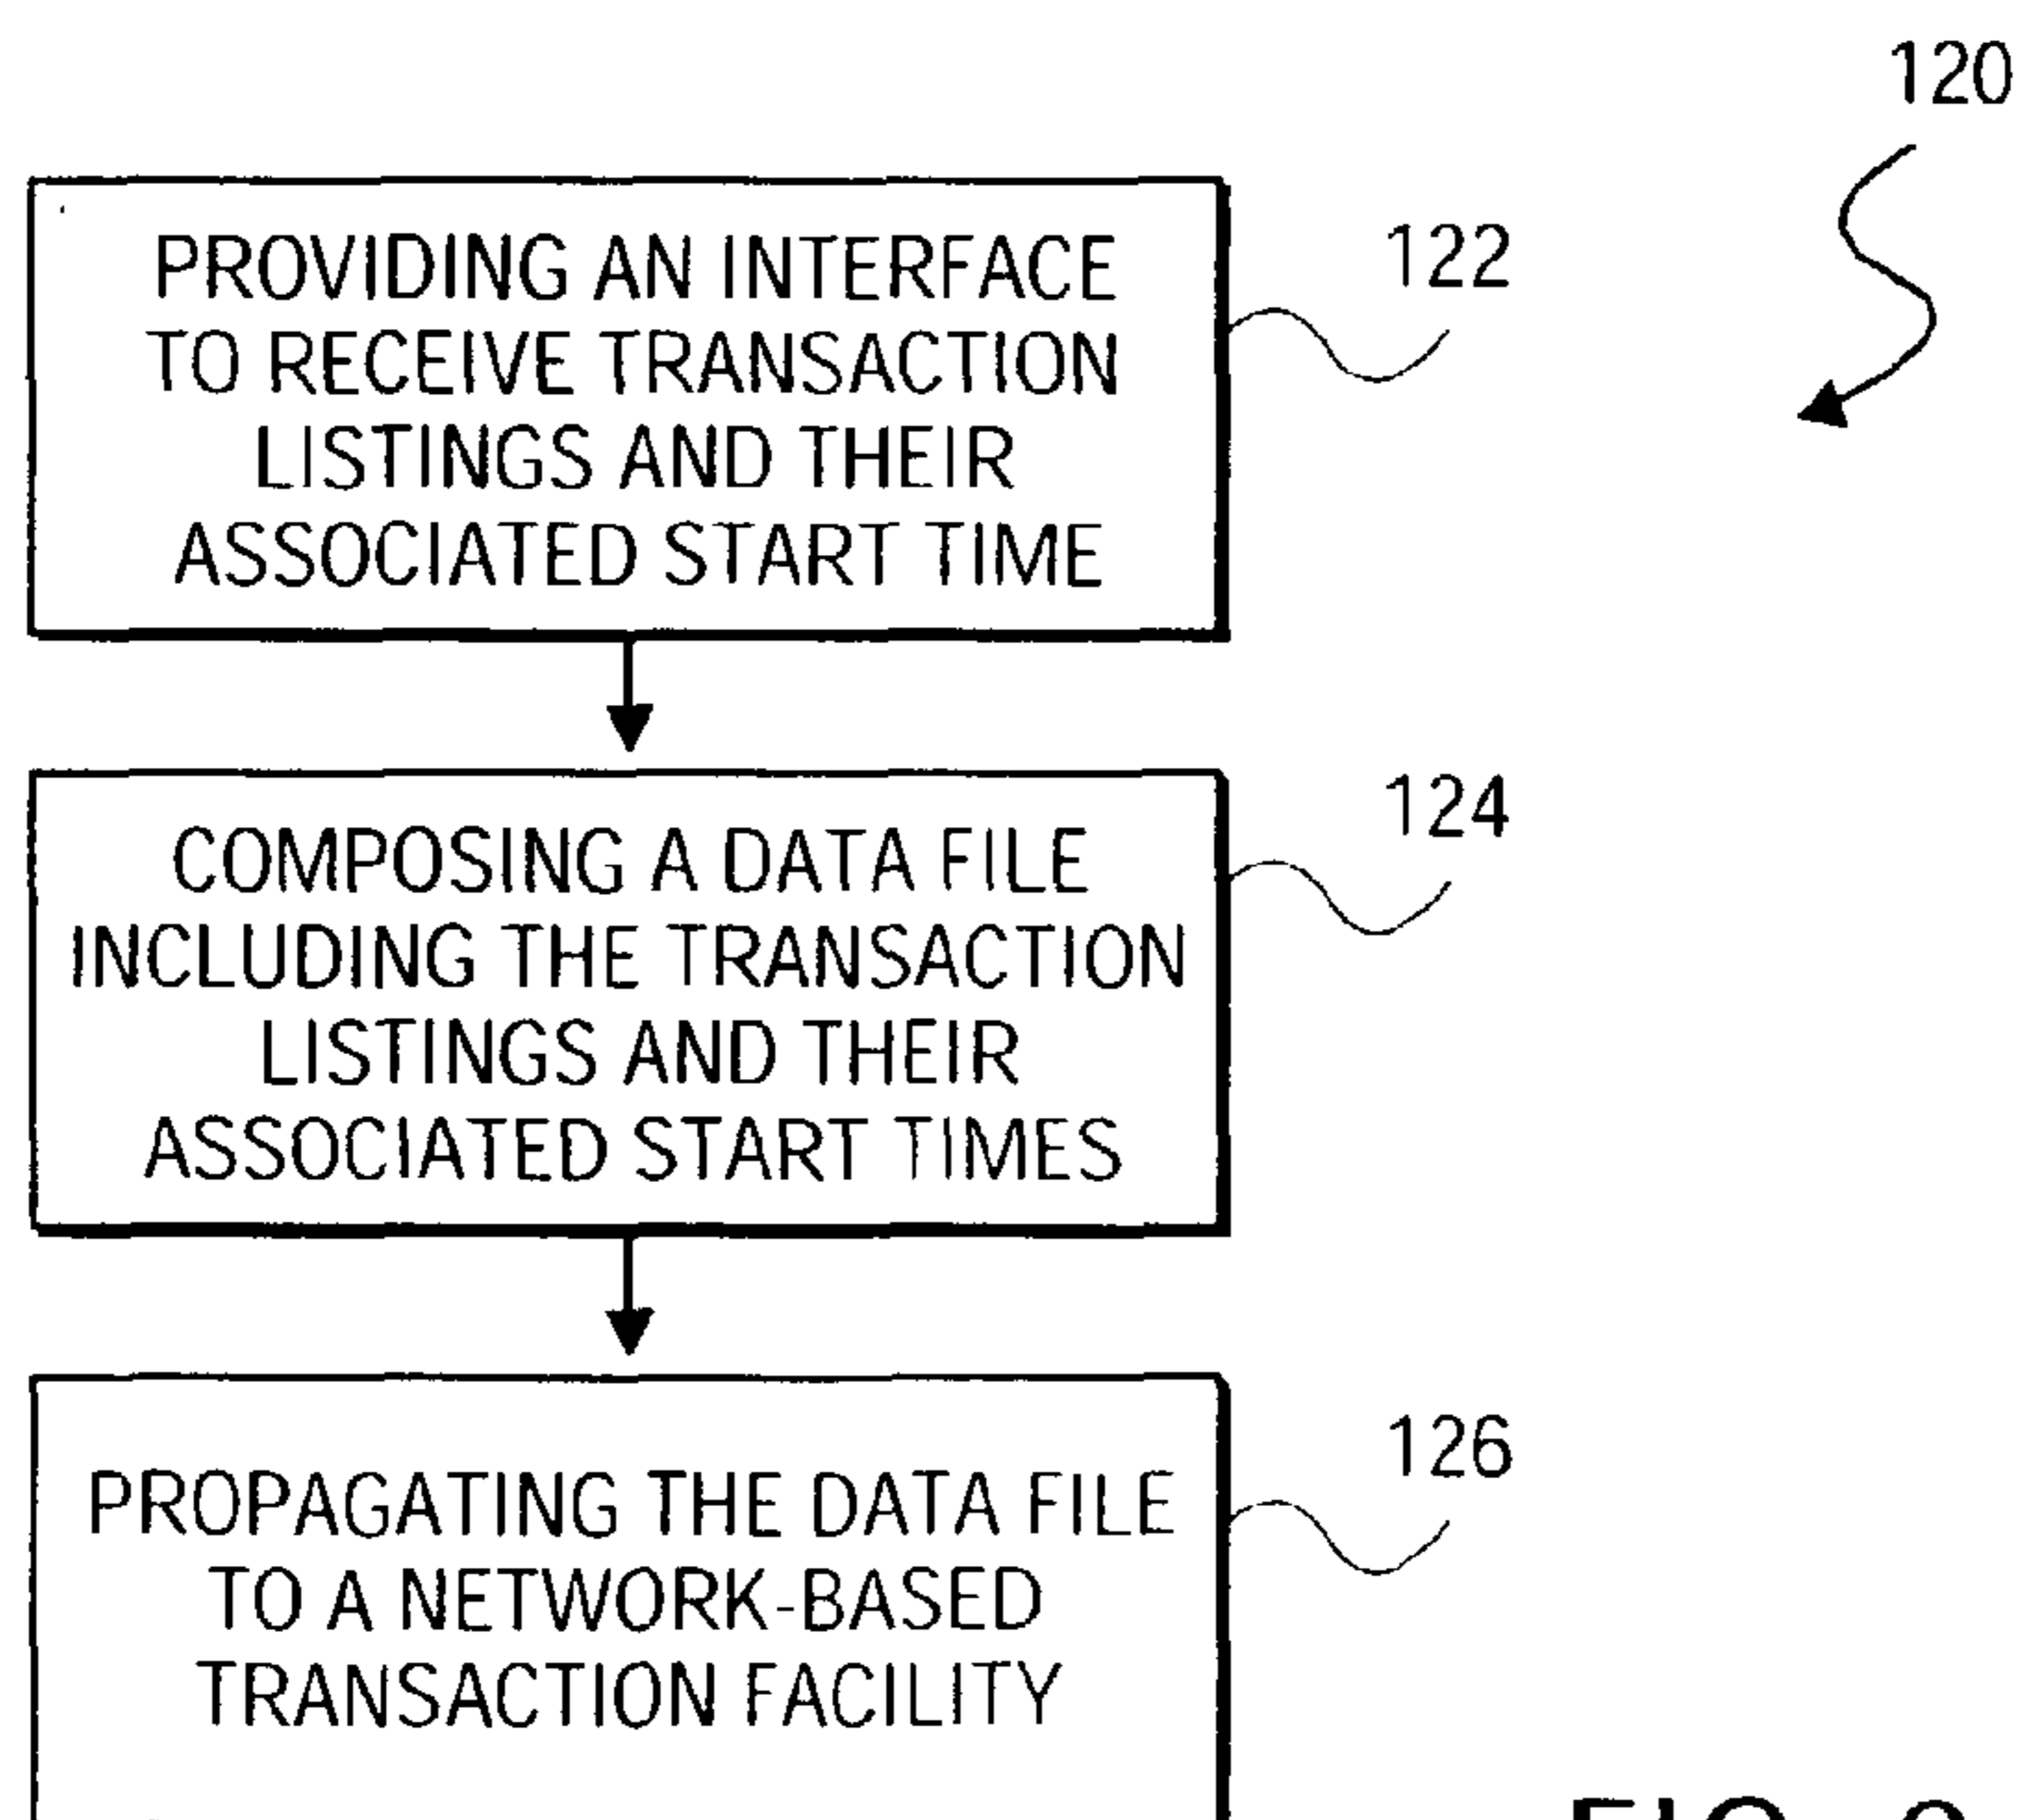 120
PROVIDING AN INTERFACE
TO RECEIVE TRANSACTION
LISTINGS AND THEIR
ASSOCIATED START TIME
122
COMPOSING A DATA FILE
INCLUDING THE TRANSACTION
LISTINGS AND THEIR
ASSOCIATED START TIMES
124
PROPAGATING THE DATA FILE
TO A NETWORK-BASED
TRANSACTION FACILITY
126